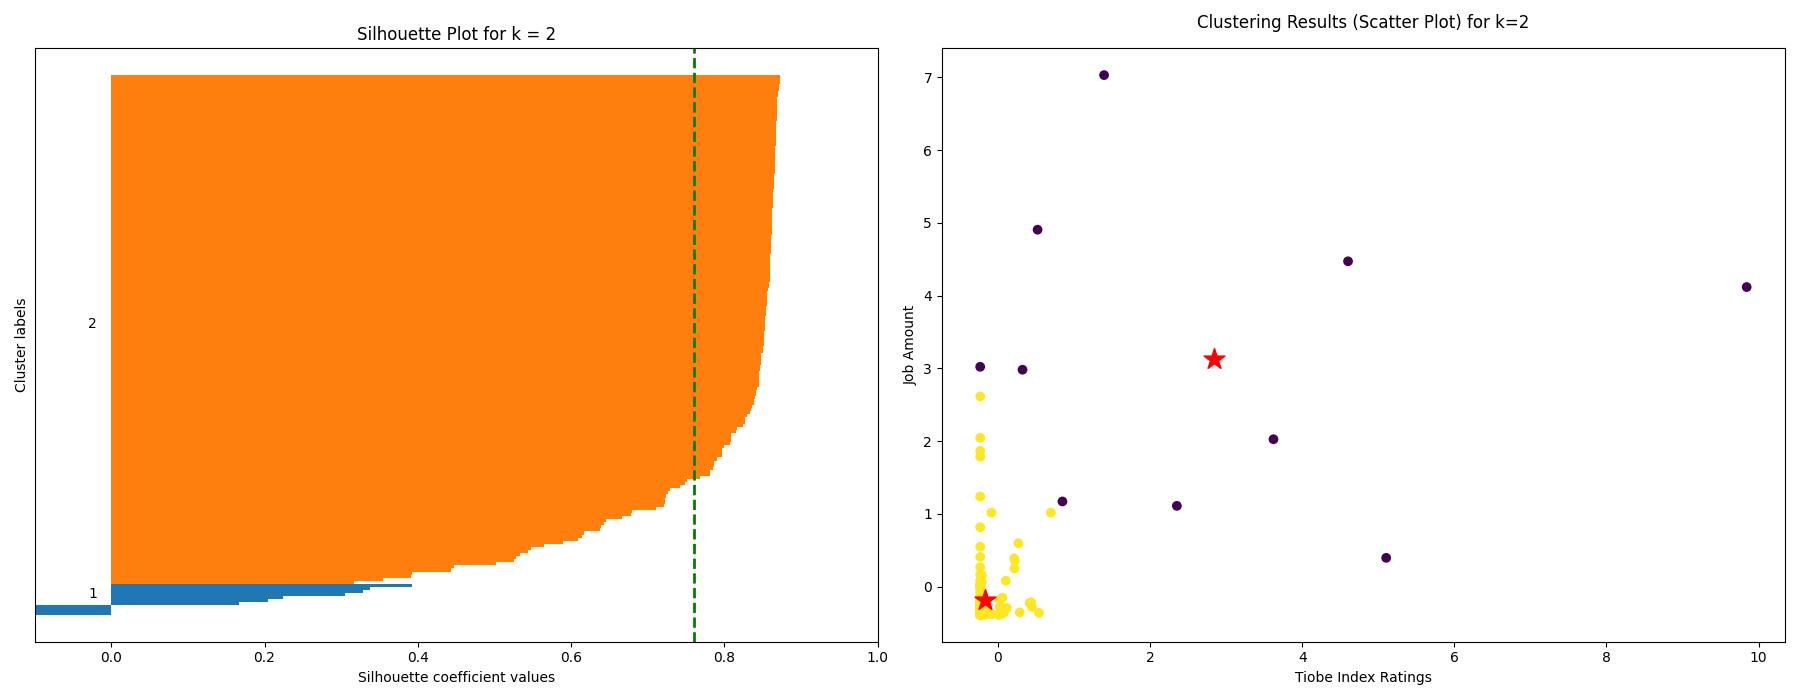 Silhouette Plot for k = 2
Cluster labels
2
1
0.0 0.2 0.4 0.6 0.8 1.0
Silhouette coefficient values
Clustering Results (Scatter Plot) for k=2
Job Amount
7
6
5
4
3
2
1
0
0 2 4 6 8 10
Tiobe Index Ratings